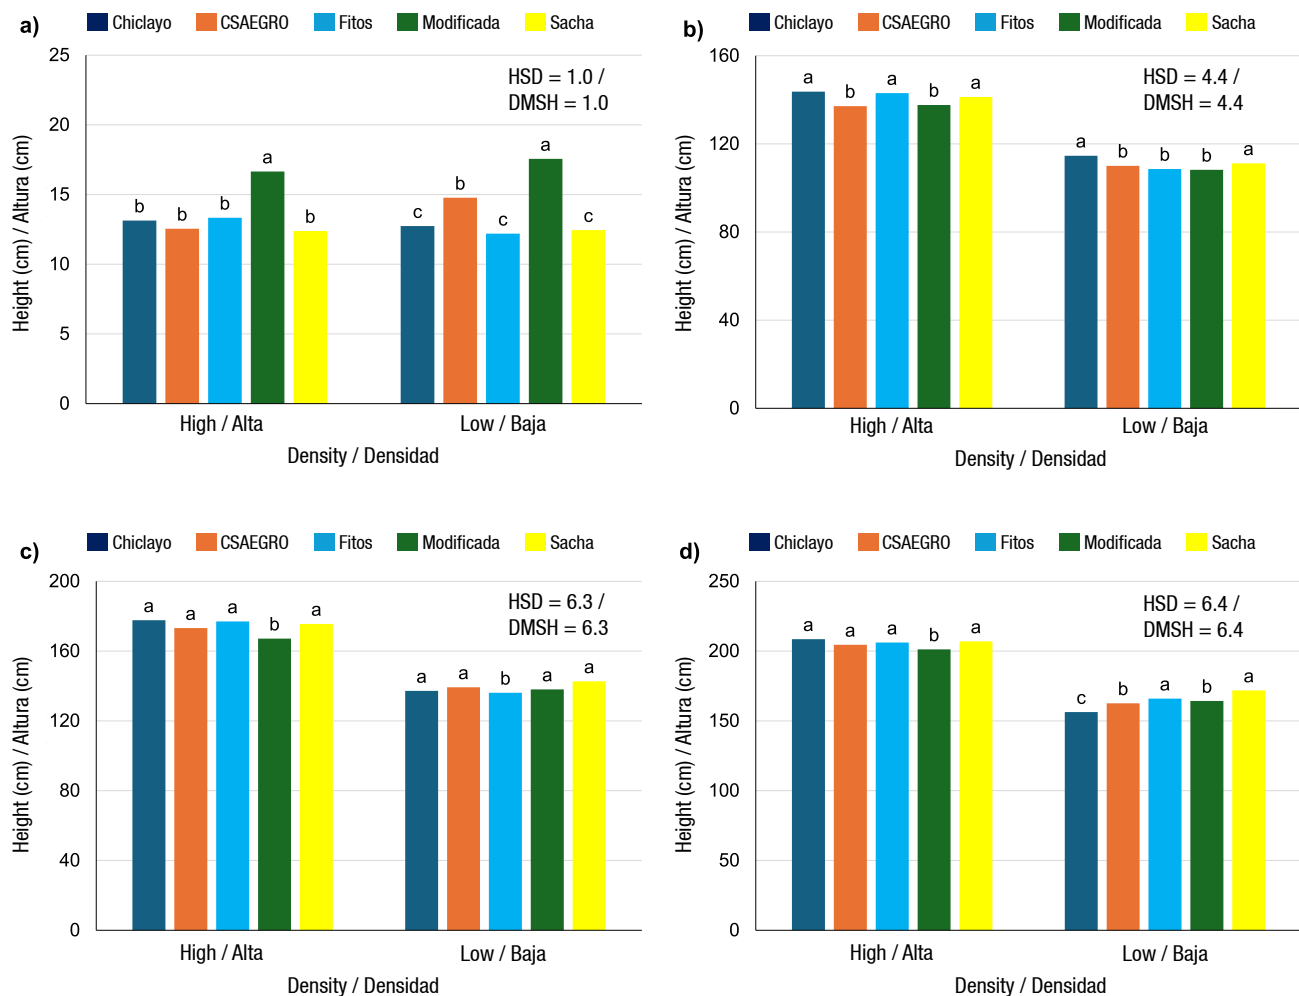 a)
Chiclayo CSAEGRO Fitos Modificada Sacha
HSD = 1.0 /
DMSH = 1.0
Height (cm) / Altura (cm)
25
20
15
10
5
0
b b b a b
c b c a c
High / Alta Low / Baja
Density / Densidad
b)
Chiclayo CSAEGRO Fitos Modificada Sacha
HSD = 4.4 /
DMSH = 4.4
Height (cm) / Altura (cm)
160
120
80
40
0
a b a b a
a b b b a
High / Alta Low / Baja
Density / Densidad
c)
Chiclayo CSAEGRO Fitos Modificada Sacha
HSD = 6.3 /
DMSH = 6.3
Height (cm) / Altura (cm)
200
160
120
80
40
0
a a a b a
a a b a a
High / Alta Low / Baja
Density / Densidad
d)
Chiclayo CSAEGRO Fitos Modificada Sacha
HSD = 6.4 /
DMSH = 6.4
Height (cm) / Altura (cm)
250
200
150
100
50
0
a a a b a
c b a b a
High / Alta Low / Baja
Density / Densidad